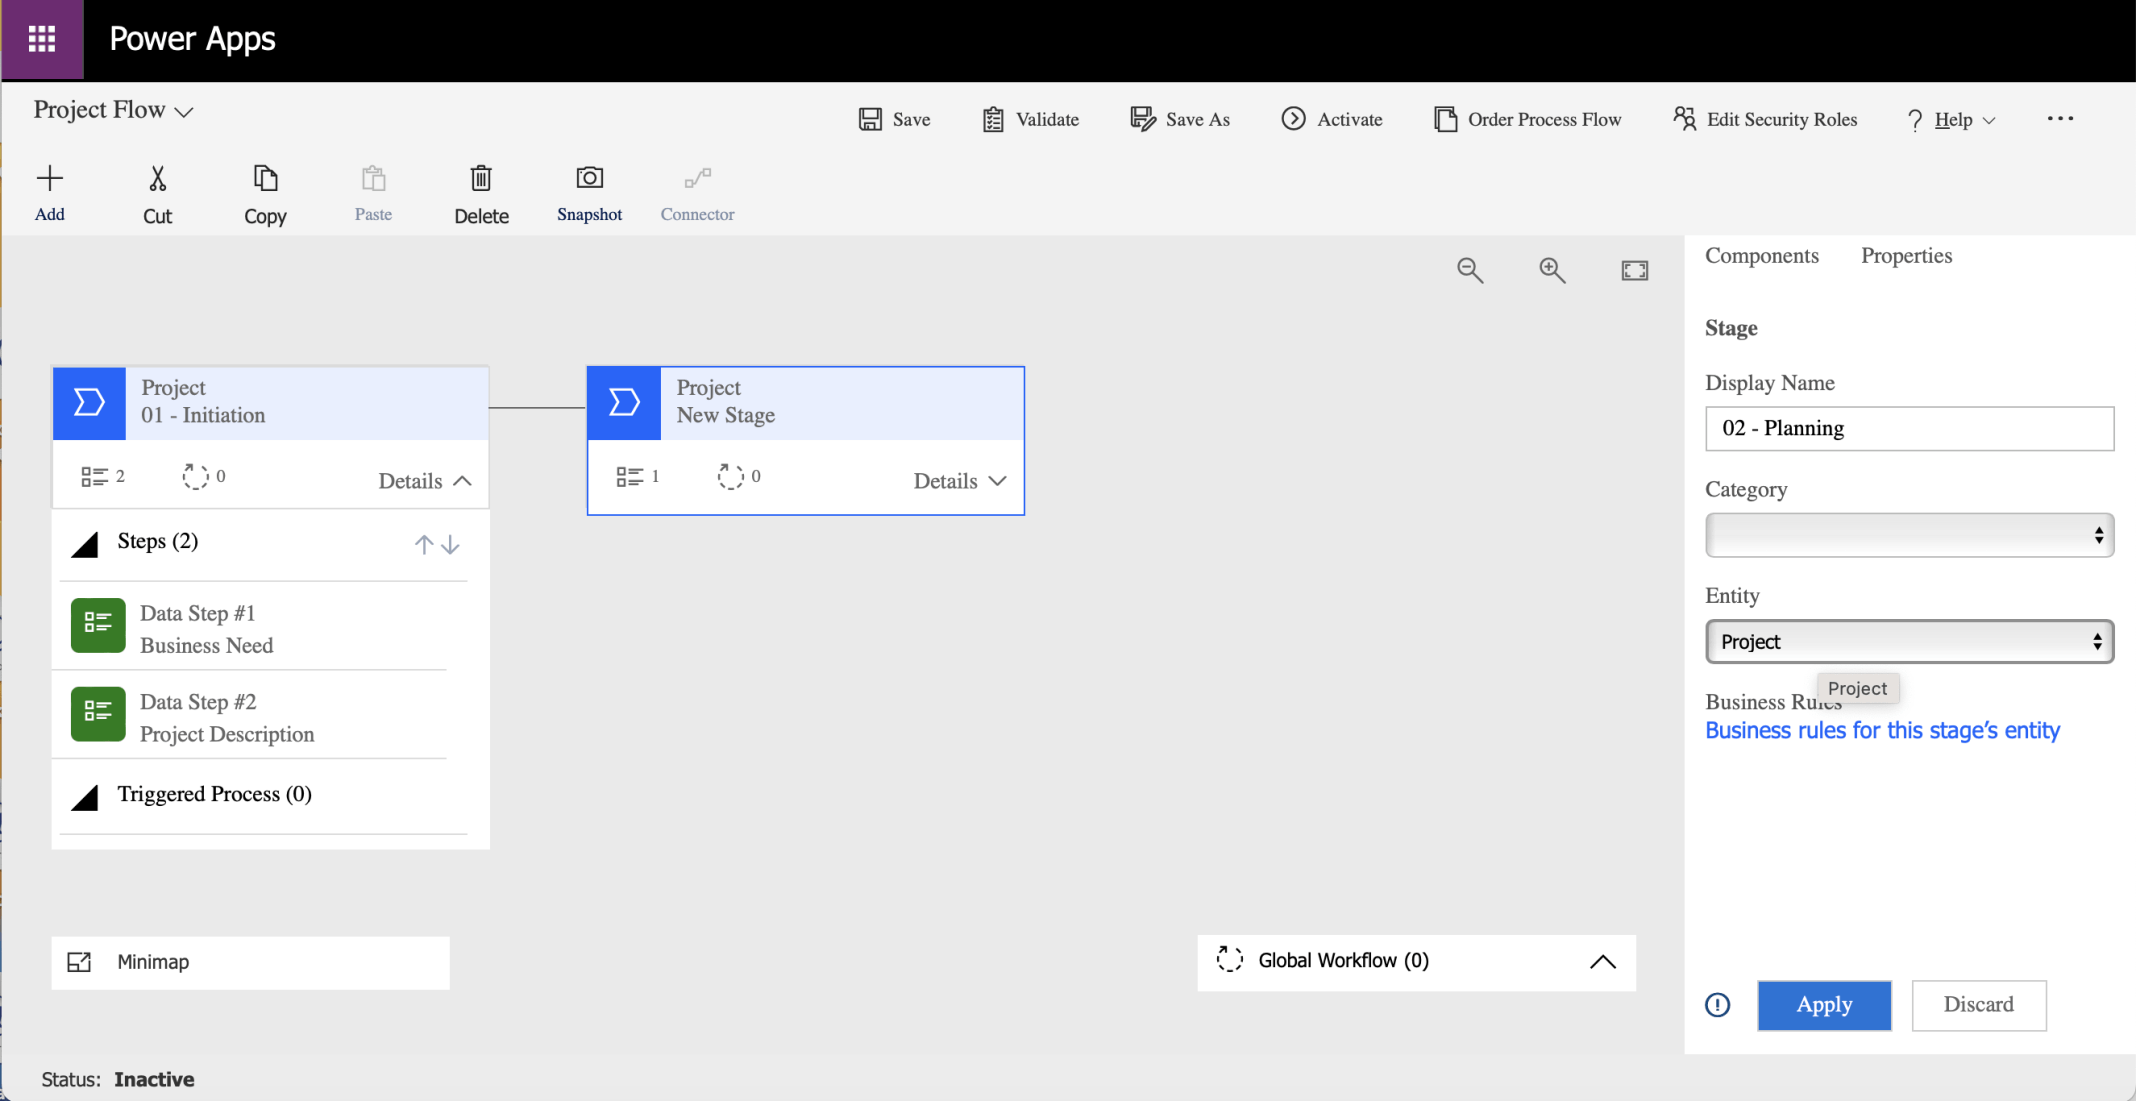 Power Apps
Project Flow
Save
Validate
Save As
Activate
Order Process Flow
Edit Security Roles
? Help
Add
Cut
Copy
Paste
Delete
Snapshot
Connector
Components
Properties
Stage
Display Name
02 - Planning
Category
Entity
Project
Project
Business Rules
Business rules for this stage’s entity
Project
01 - Initiation
2
0
Details
Steps (2)
Data Step #1
Business Need
Data Step #2
Project Description
Triggered Process (0)
Project
New Stage
1
0
Details
Minimap
Global Workflow (0)
Apply
Discard
Status: Inactive